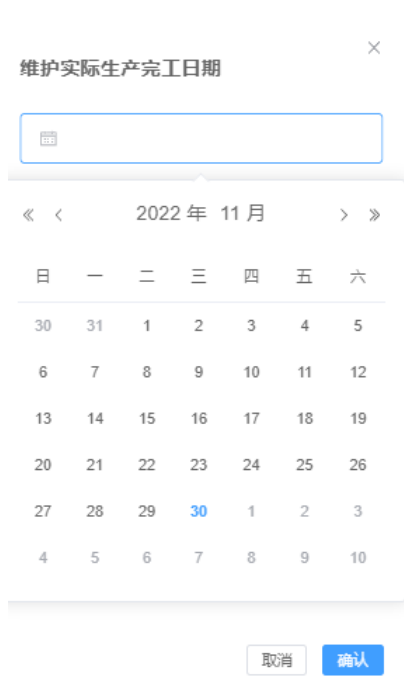 维护实际生产完工日期
2022 年 11 月
日 一 二 三 四 五 六
30 31 1 2 3 4 5
6 7 8 9 10 11 12
13 14 15 16 17 18 19
20 21 22 23 24 25 26
27 28 29 30 1 2 3
4 5 6 7 8 9 10
取消 确认